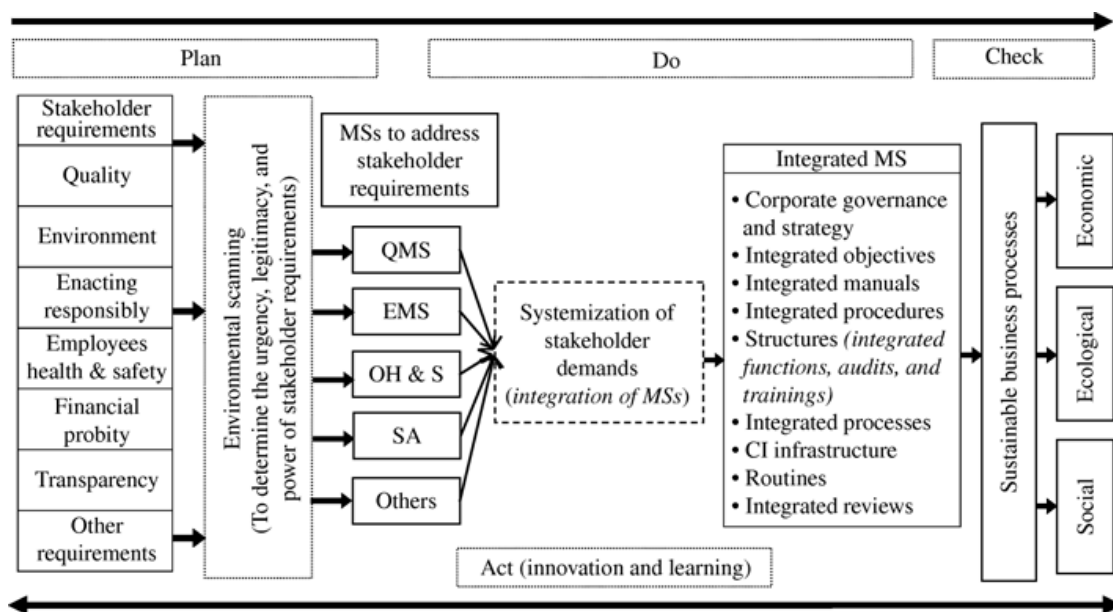 Plan
Do
Check
Stakeholder
requirements
Quality
Environment
Enacting
responsibly
Employees
health & safety
Financial
probity
Transparency
Other
requirements
Environmental scanning
(To determine the urgency, legitimacy, and
power of stakeholder requirements)
MSs to address
stakeholder
requirements
QMS
EMS
OH & S
SA
Others
Systemization of
stakeholder
demands
(integration of MSs)
Integrated MS
• Corporate governance
and strategy
• Integrated objectives
• Integrated manuals
• Integrated procedures
• Structures (integrated
functions, audits, and
trainings)
• Integrated processes
• CI infrastructure
• Routines
• Integrated reviews
Sustainable business processes
Economic
Ecological
Social
Act (innovation and learning)